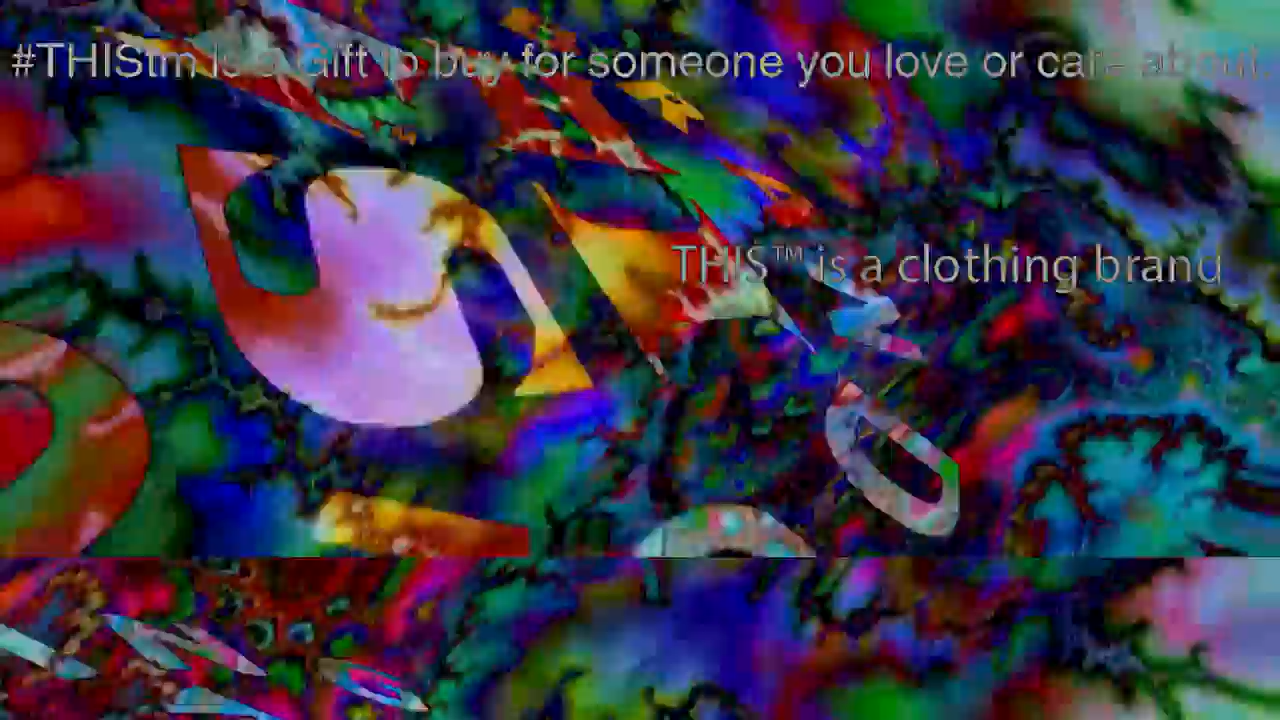 #THIStm is a Gift to buy for someone you love or care about.
THIS™ is a clothing brand